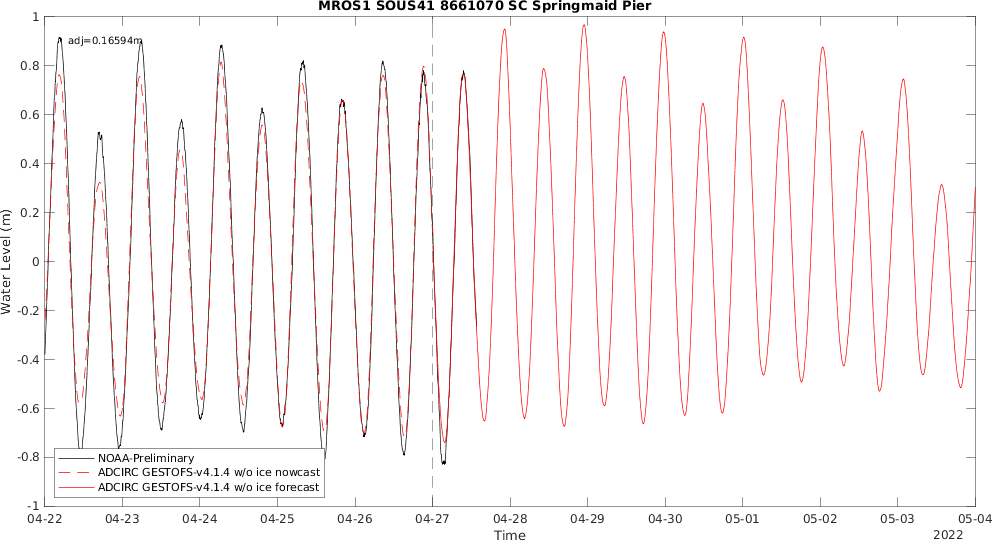 MROS1 SOUS41 8661070 SC Springmaid Pier
adj=0.16594m
Water Level (m)
1
0.8
0.6
0.4
0.2
0
-0.2
-0.4
-0.6
-0.8
-1
NOAA-Preliminary
ADCIRC GESTOFS-v4.1.4 w/o ice nowcast
ADCIRC GESTOFS-v4.1.4 w/o ice forecast
04-22 04-23 04-24 04-25 04-26 04-27 04-28 04-29 04-30 05-01 05-02 05-03 05-04
Time
2022